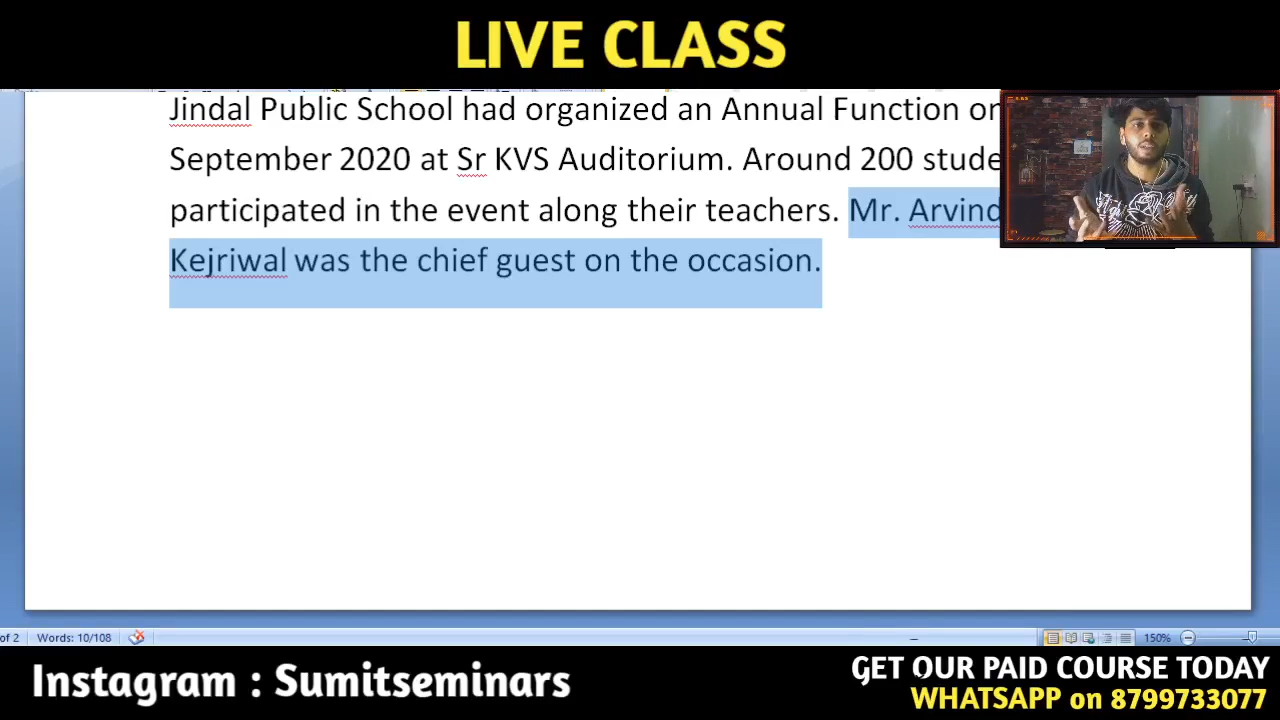 LIVE CLASS
Jindal Public School had organized an Annual Function on
September 2020 at Sr KVS Auditorium. Around 200
participated in the event along their teachers. Mr. Arvind
Kejriwal was the chief guest on the occasion.
of 2 Words: 10/108 150%
Instagram : Sumitseminars
GET OUR PAID COURSE TODAY
WHATSAPP on 8799733077